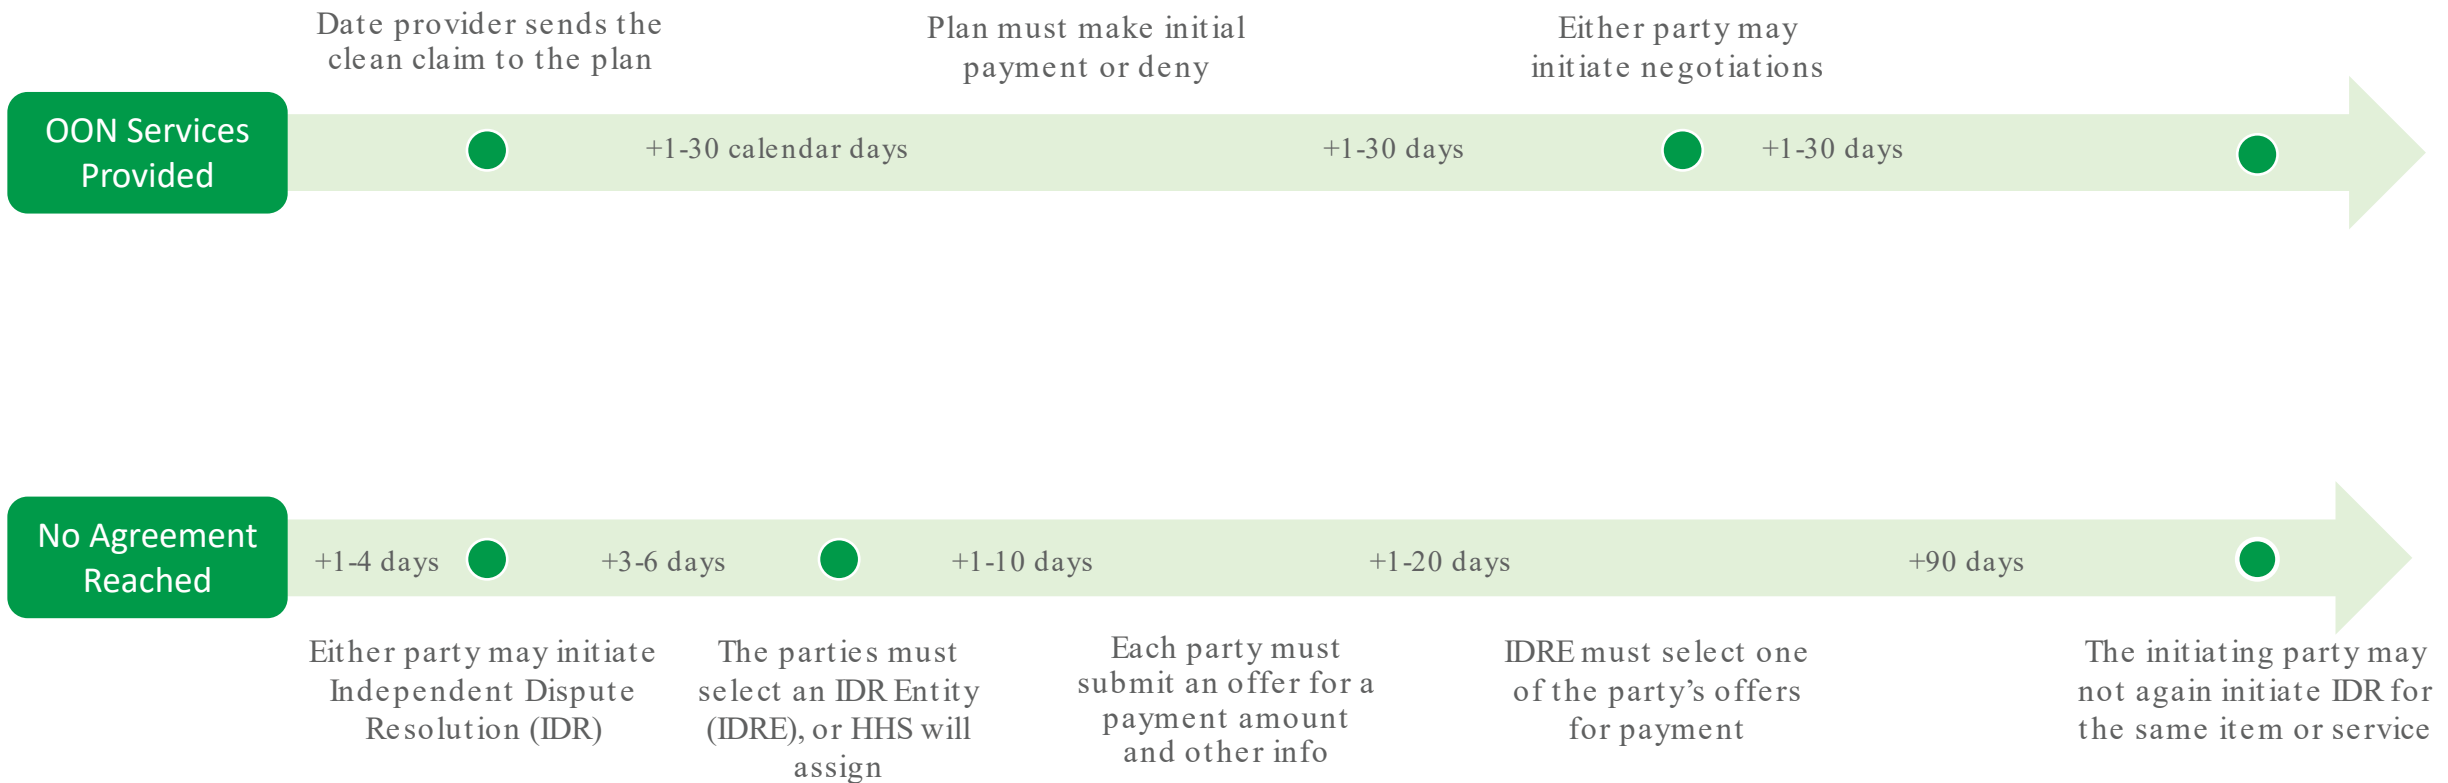 Date provider sends the
clean claim to the plan
Plan must make initial
payment or deny
Either party may
initiate negotiations
OON Services
Provided
+1-30 calendar days
+1-30 days
+1-30 days
No Agreement
Reached
+1-4 days
+3-6 days
+1-10 days
+1-20 days
+90 days
Either party may initiate
Independent Dispute
Resolution (IDR)
The parties must
select an IDR Entity
(IDRE), or HHS will
assign
Each party must
submit an offer for a
payment amount
and other info
IDRE must select one
of the party’s offers
for payment
The initiating party may
not again initiate IDR for
the same item or service